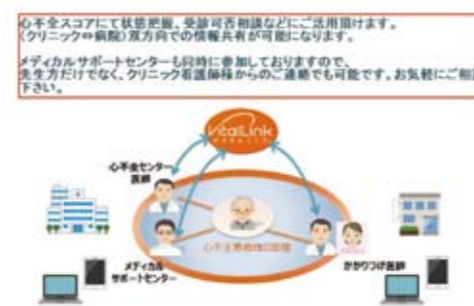 心不全スコアにて状態把握、受診可否相談などにご活用頂けます。
(クリニック⇔病院)双方向での情報共有が可能になります。
メディカルサポートセンターも同時に参加しておりますので、
先生方だけでなく、クリニック看護師様からのご連絡でも可能です。お気軽にご相
下さい。
VitalLink
心不全センター
医師
心不全患者様の
メディカル
サポートセンター
かかりつけ医師